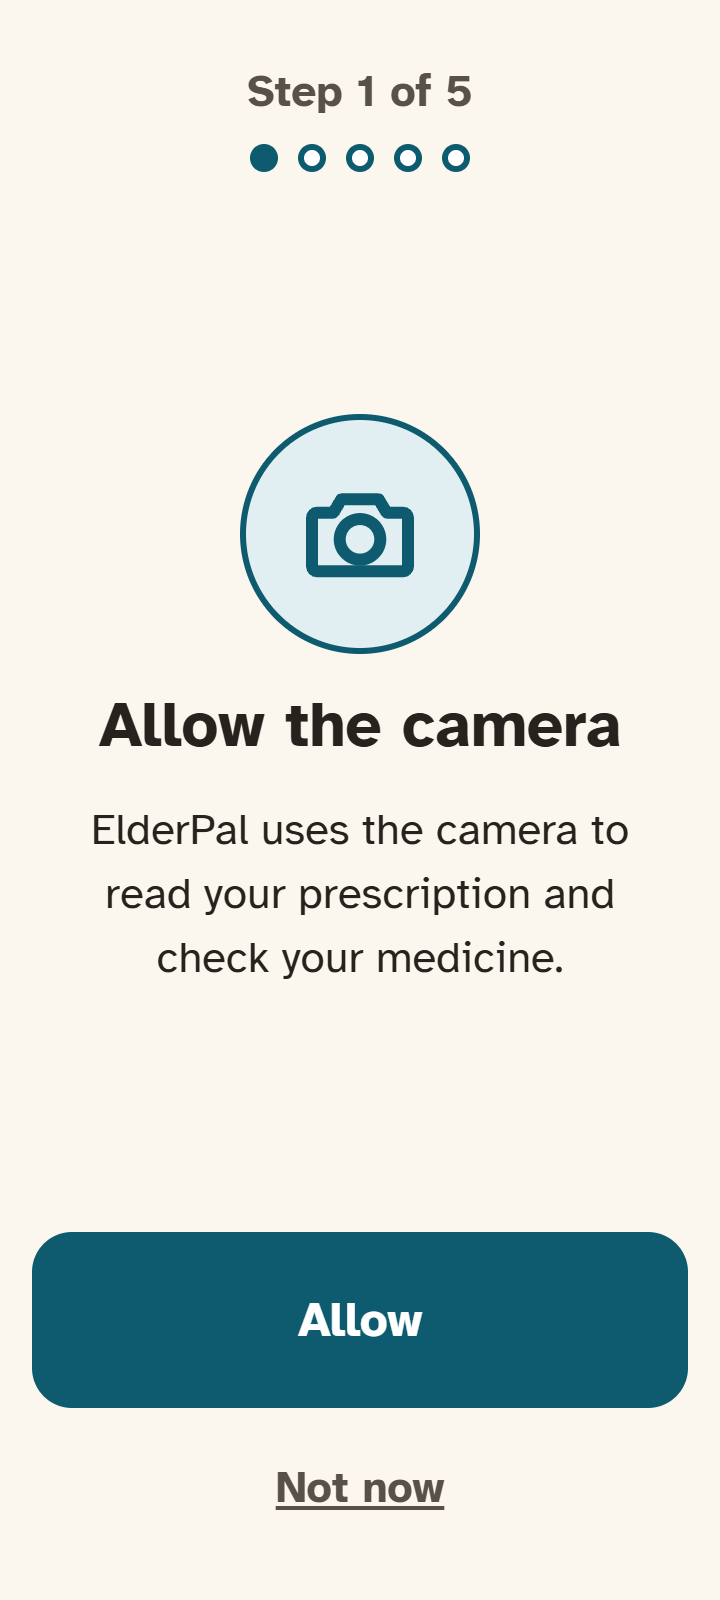 Step 1 of 5
Allow the camera
ElderPal uses the camera to
read your prescription and
check your medicine.
Allow
Not now